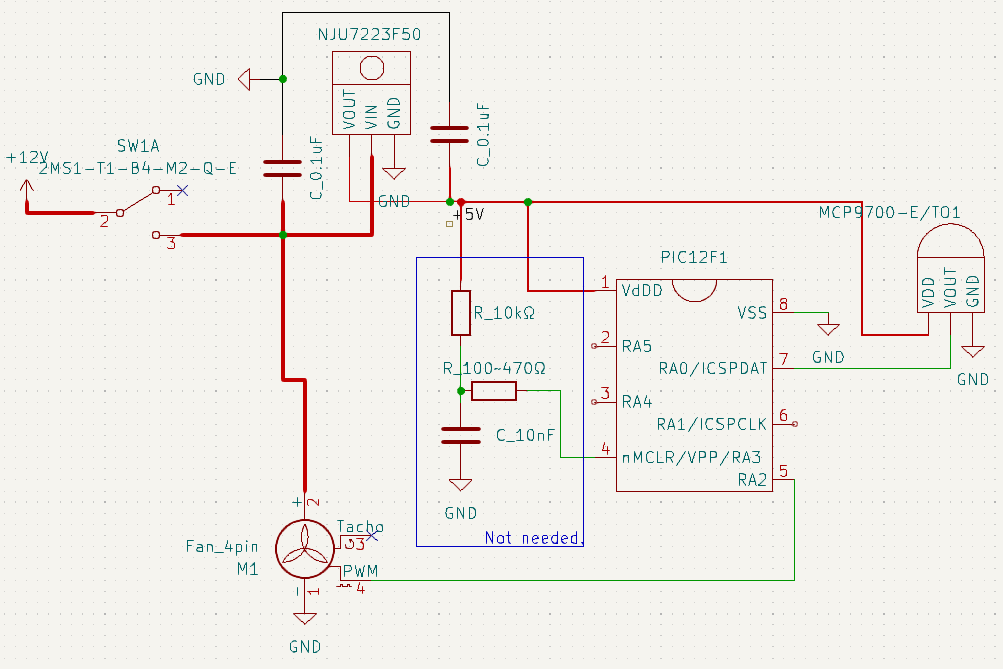 NJU7223F50
GND
VOUT
VIN
GND
C_0.1uF
C_0.1uF
SW1A
+12V
2MS1-T1-B4-M2-Q-E
1
2
3
GND
+5V
MCP9700-E/TO1
VDD
VOUT
GND
PIC12F1
1
VdDD
VSS
8
GND
2
RA5
RA0/ICSPDAT
7
GND
3
RA4
RA1/ICSPCLK
6
4
nMCLR/VPP/RA3
RA2
5
R_10kΩ
R_100~470Ω
C_10nF
GND
Not needed.
+
2
Tacho
3
Fan_4pin
M1
PWM
4
-
1
GND